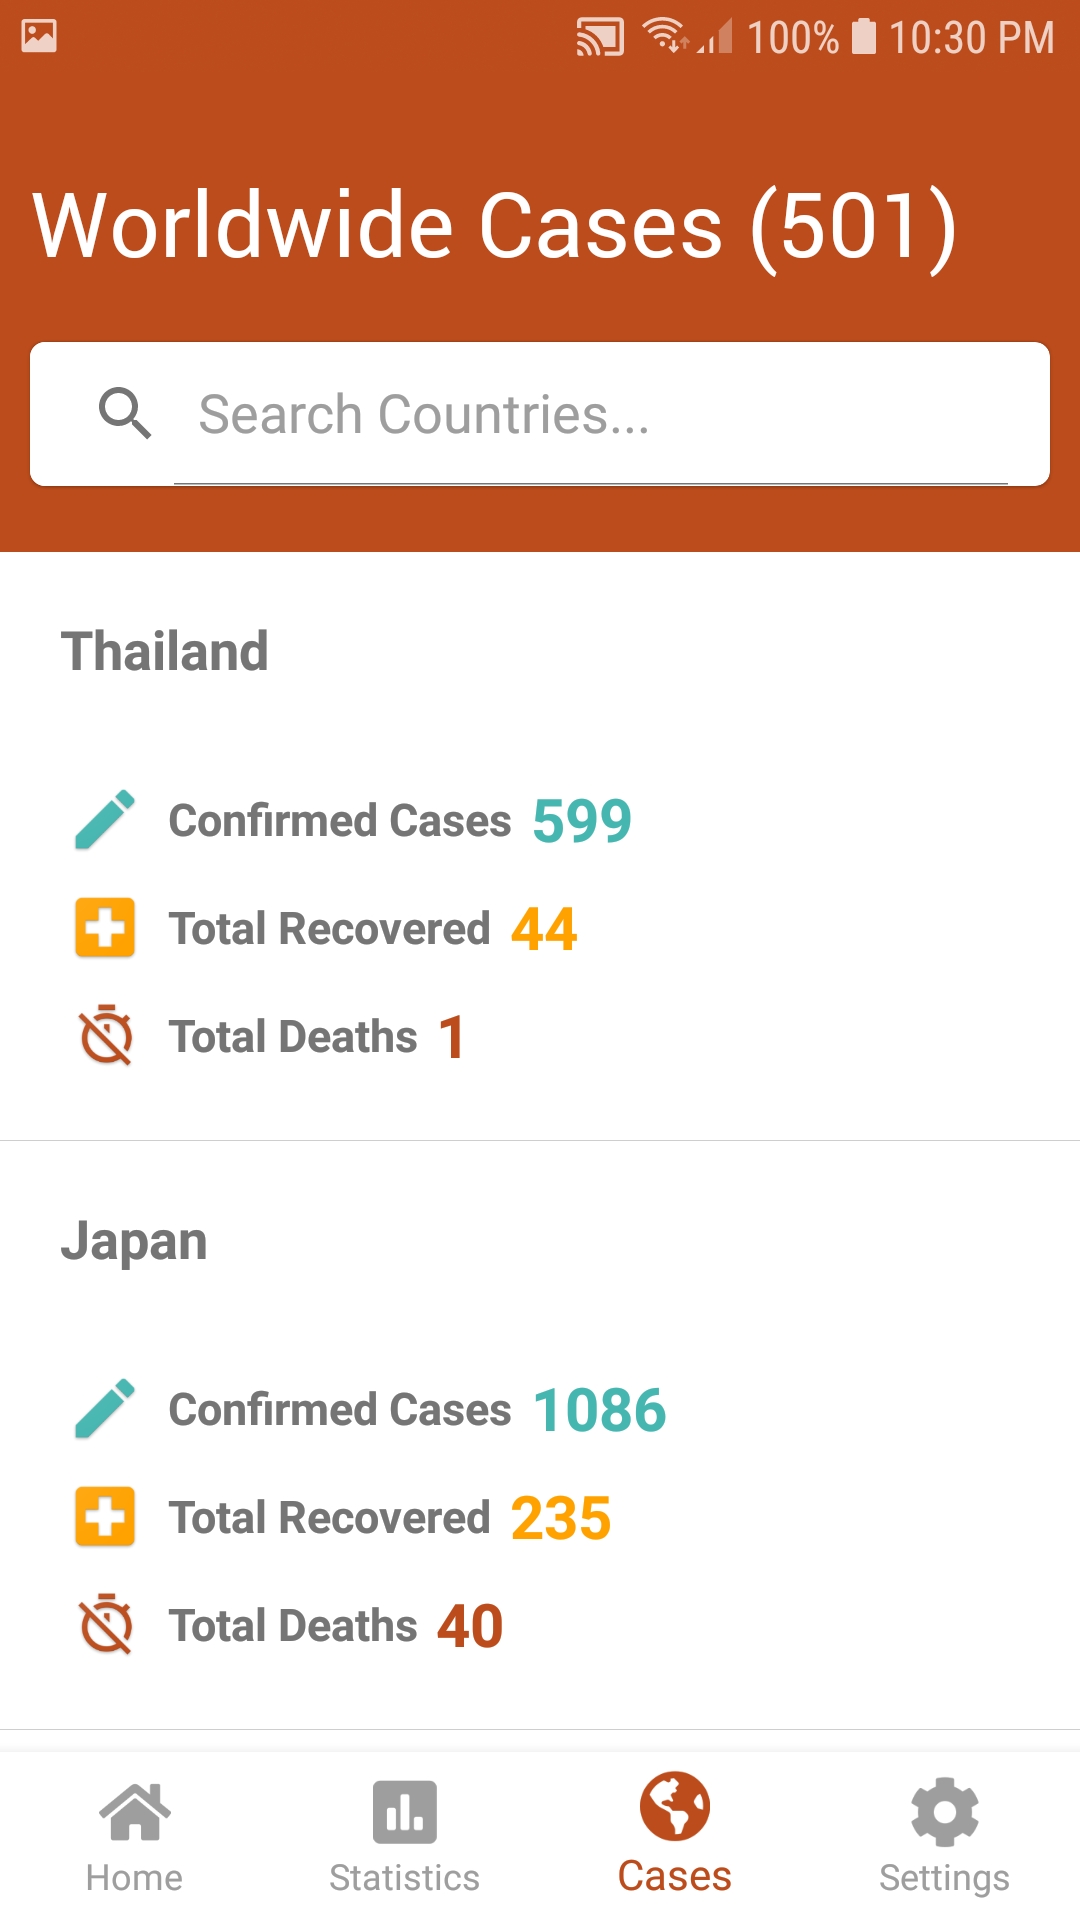 100% 10:30 PM
Worldwide Cases (501)
Search Countries...
Thailand
Confirmed Cases 599
Total Recovered 44
Total Deaths 1
Japan
Confirmed Cases 1086
Total Recovered 235
Total Deaths 40
Home Statistics Cases Settings